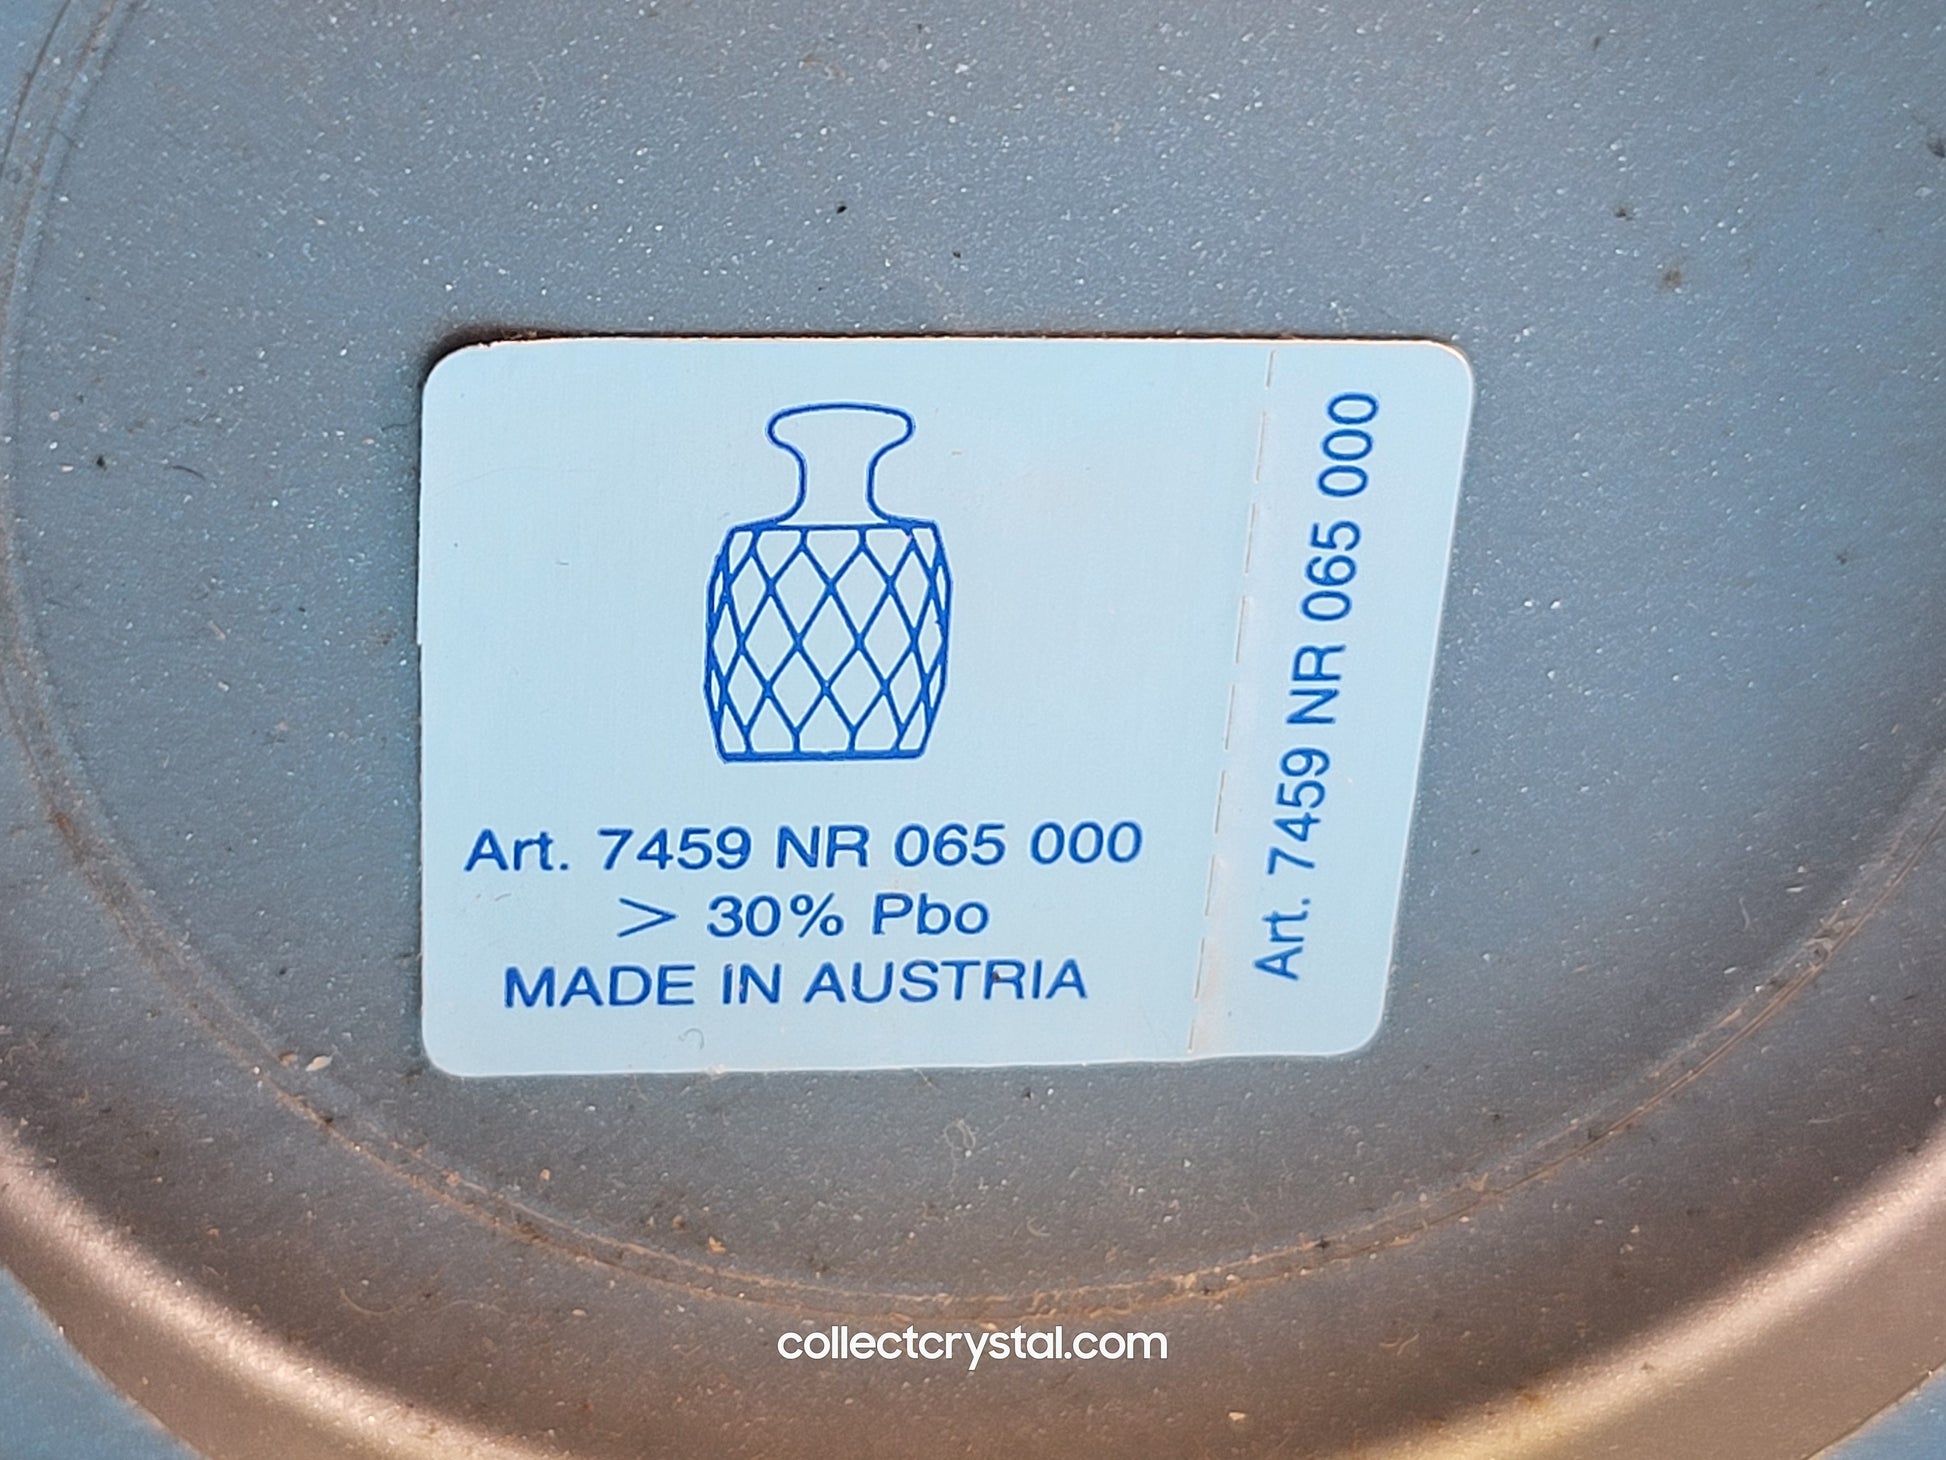 Art. 7459 NR 065 000
> 30% Pbo
MADE IN AUSTRIA
Art. 7459 NR 065 000
collectcrystal.com